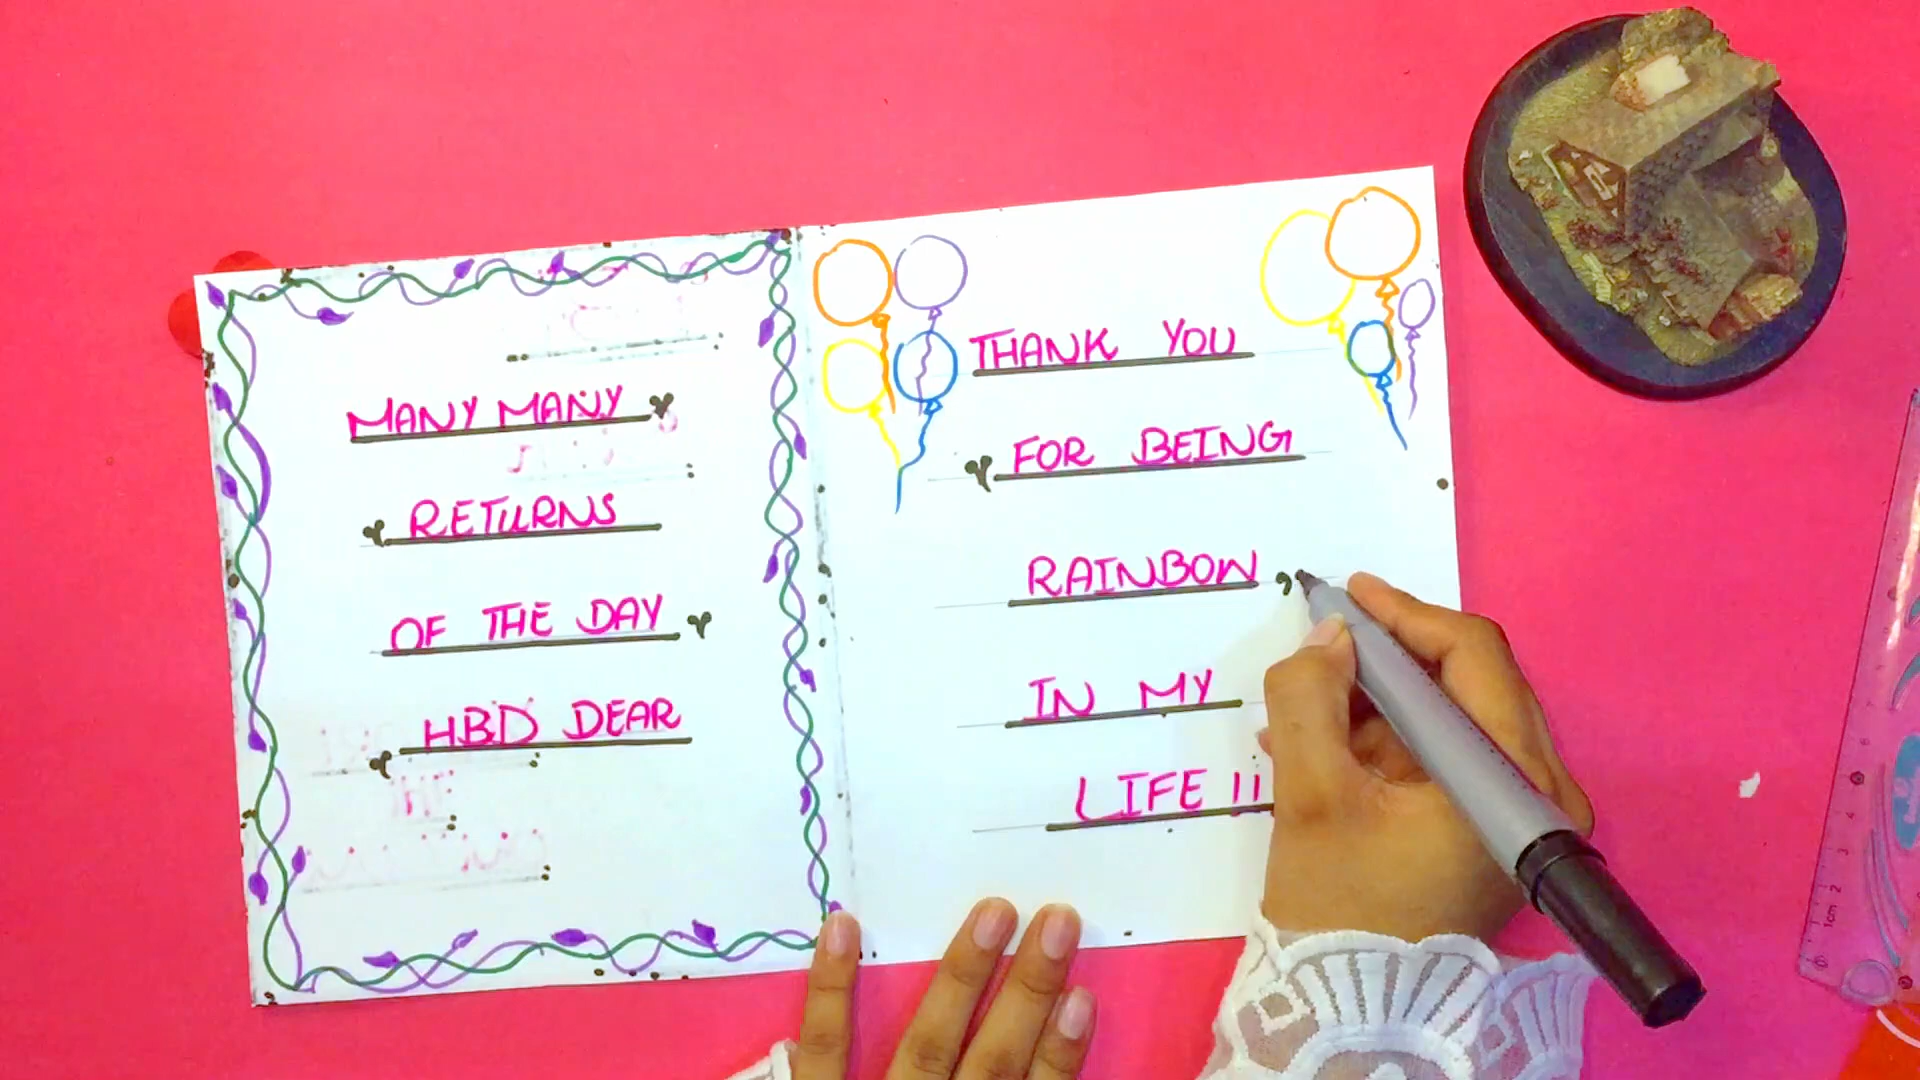 MANY MANY
RETURNS
OF THE DAY
HBD DEAR
THANK YOU
FOR BEING
RAINBOW
IN MY
LIFE !!